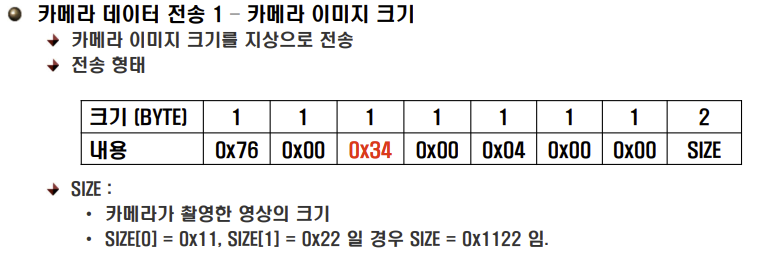 카메라 데이터 전송 1 – 카메라 이미지 크기
카메라 이미지 크기를 지상으로 전송
전송 형태
크기 (BYTE) 1 1 1 1 1 1 1 2
내용 0x76 0x00 0x34 0x00 0x04 0x00 0x00 SIZE
SIZE :
• 카메라가 촬영한 영상의 크기
• SIZE[0] = 0x11, SIZE[1] = 0x22 일 경우 SIZE = 0x1122 임.